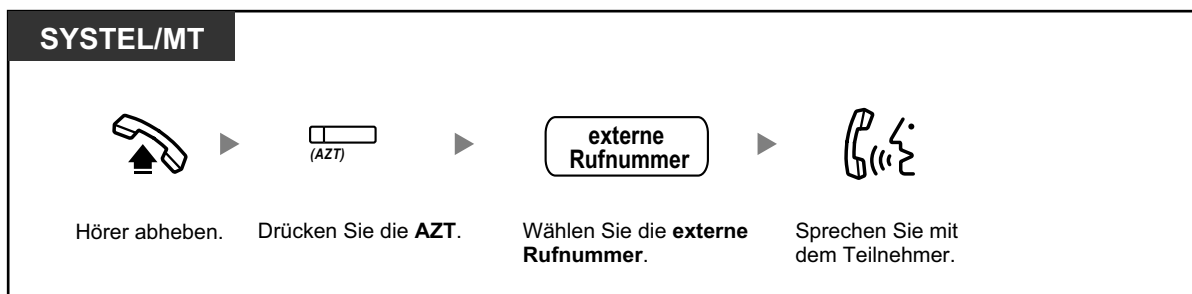 SYSTEL/MT
(AZT)
externe
Rufnummer
Hörer abheben.
Drücken Sie die AZT.
Wählen Sie die externe
Rufnummer.
Sprechen Sie mit
dem Teilnehmer.